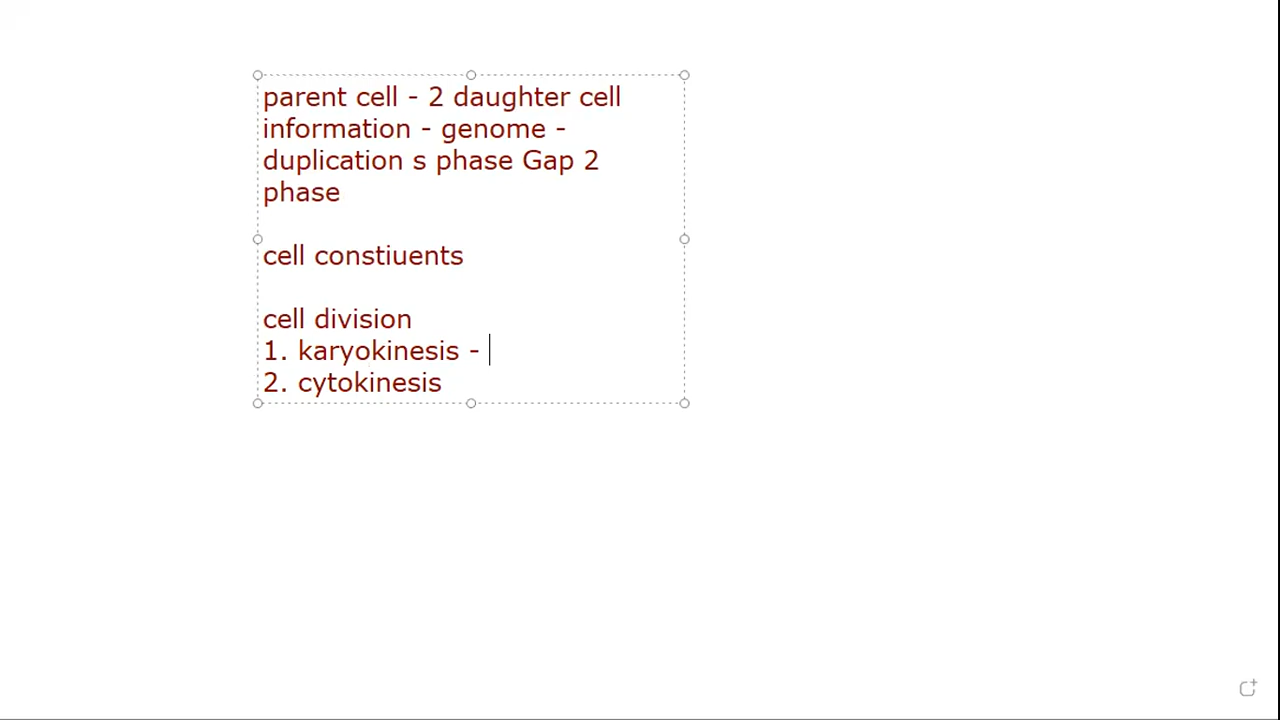 parent cell - 2 daughter cell
information - genome -
duplication s phase Gap 2
phase
cell constiuents
cell division
1. karyokinesis -
2. cytokinesis